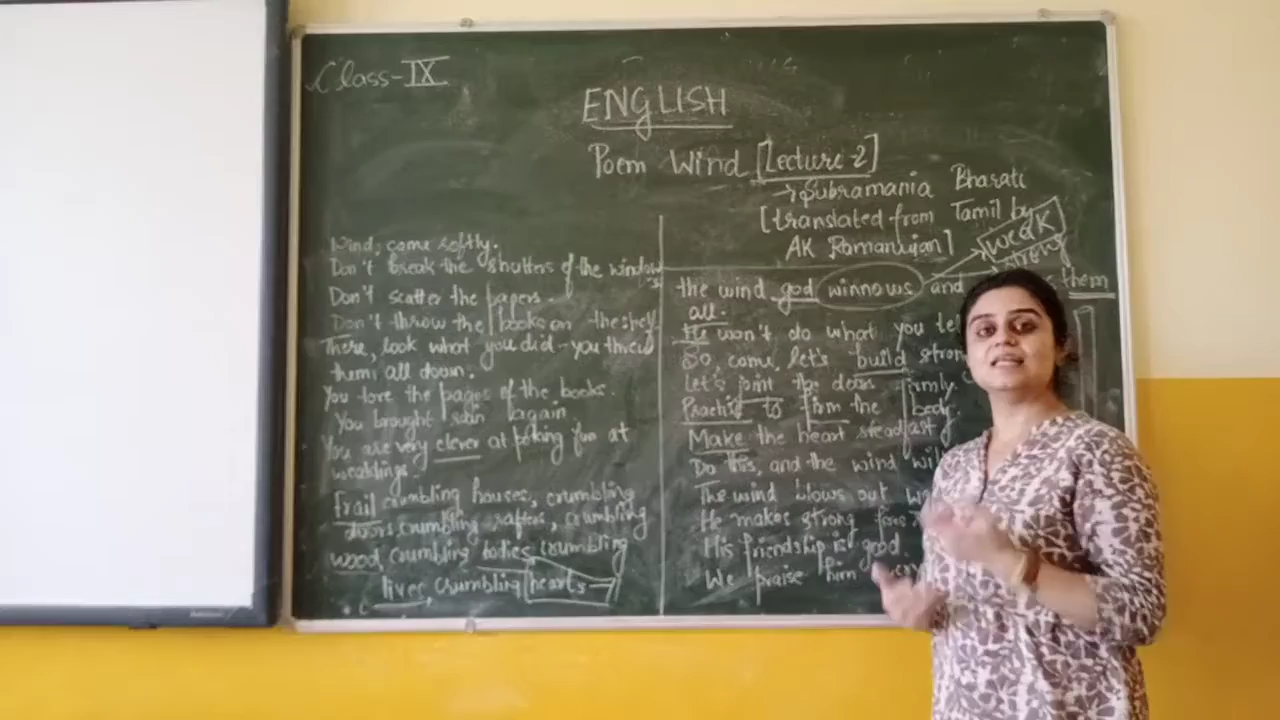 Class-IX
ENGLISH
Poem Wind [Lecture-2]
→ Subramania Bharati
[translated from Tamil by
AK Ramanujan]
Wind, come softly.
Don't break the shutters of the windows
Don't scatter the papers.
Don't throw the books on the shelf
There, look what you did - you threw
them all down.
You tore the pages of the books.
You brought rain again.
You are very clever at poking fun at
weaklings.
frail crumbling houses, crumbling
doors crumbling rafters, crumbling
wood, crumbling bodies crumbling
lives, crumbling hearts
weak
strong
the wind god winnows and them
all.
He won't do what you tell
So, come, let's build strong
Let's joint the doors firmly
Practise to firm the body.
Make the heart steadfast
Do this, and the wind will
The wind blows out
He makes strong fires
His friendship is good.
We praise him